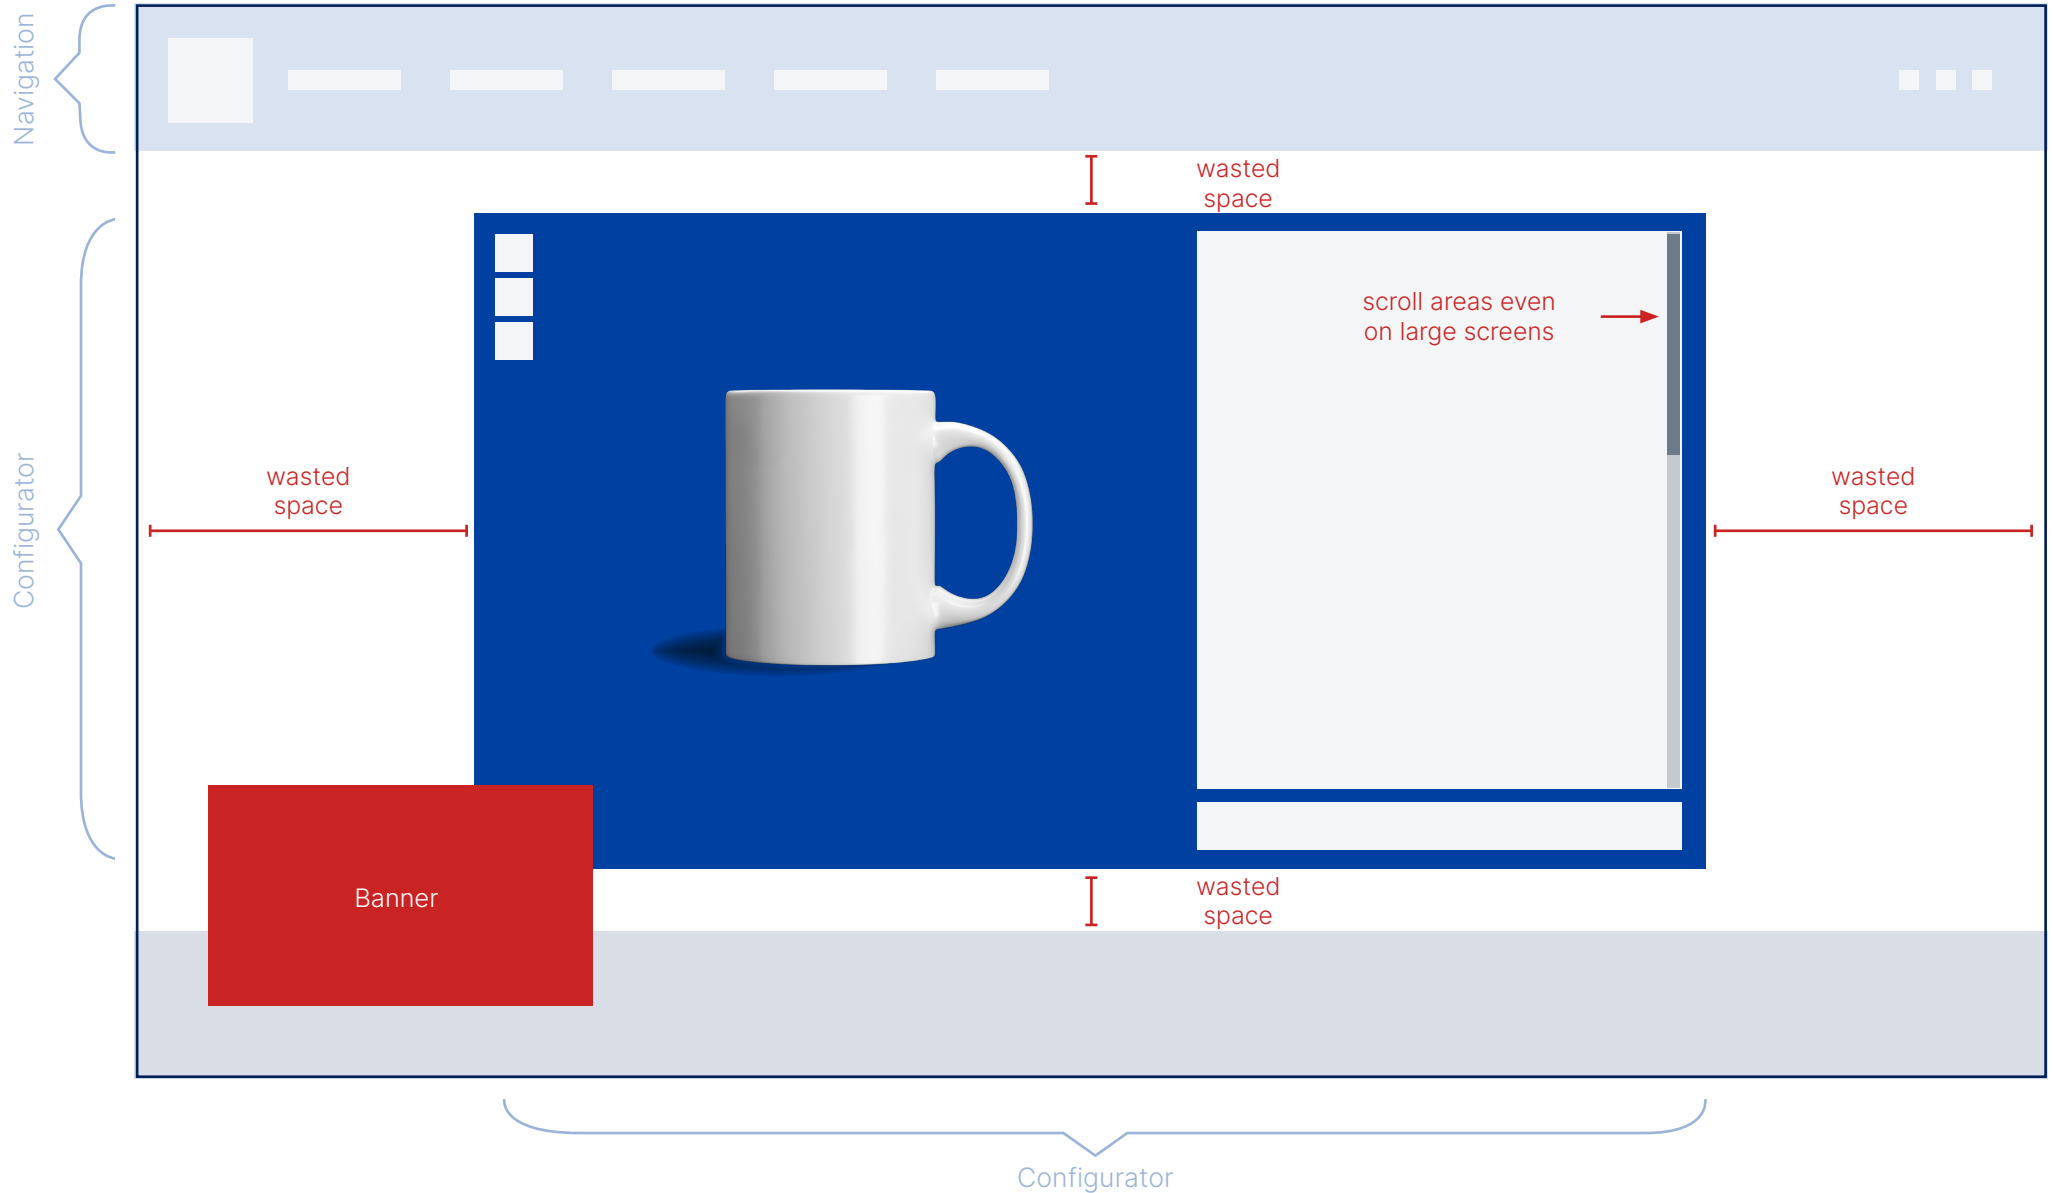 Navigation
wasted
space
scroll areas even
on large screens
Configurator
wasted
space
wasted
space
Banner
wasted
space
Configurator